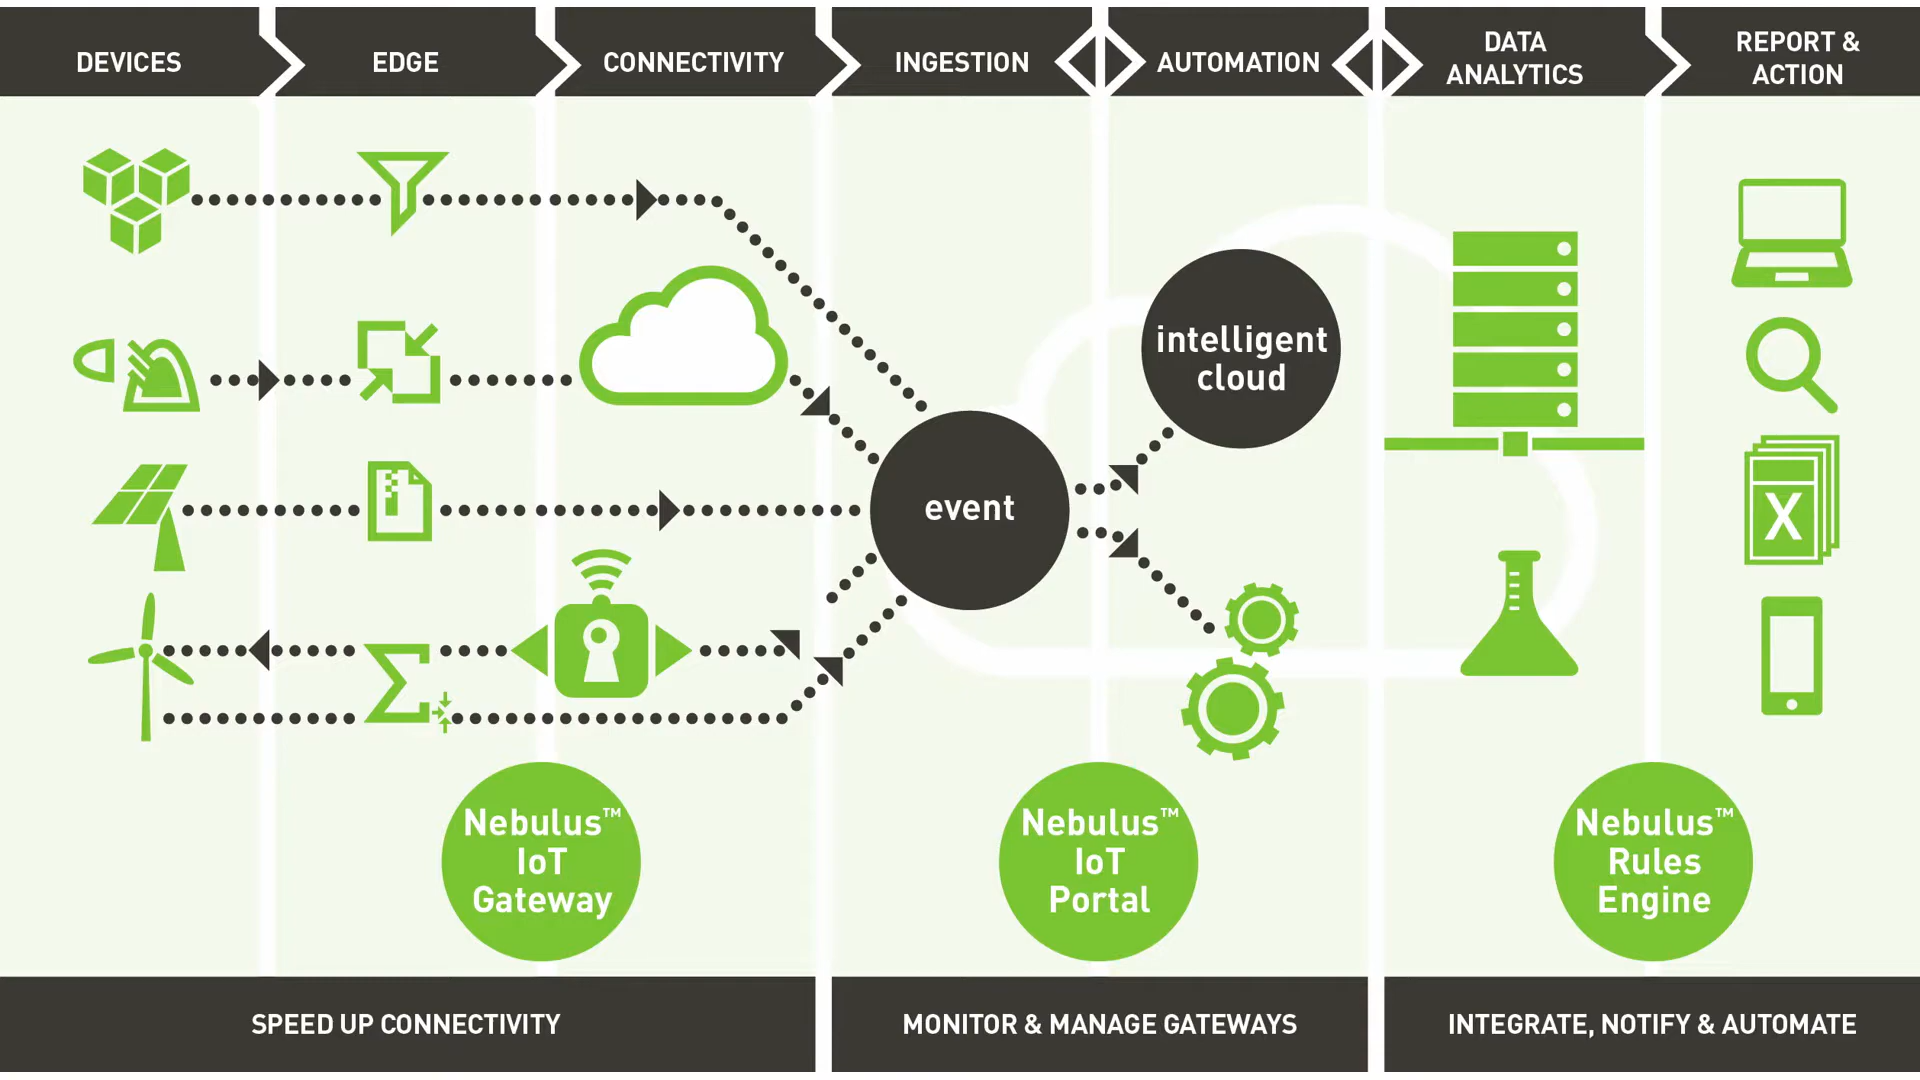 DEVICES
EDGE
CONNECTIVITY
INGESTION
AUTOMATION
DATA
ANALYTICS
REPORT &
ACTION
intelligent
cloud
event
X
Nebulus™
IoT
Gateway
Nebulus™
IoT
Portal
Nebulus™
Rules
Engine
SPEED UP CONNECTIVITY
MONITOR & MANAGE GATEWAYS
INTEGRATE, NOTIFY & AUTOMATE